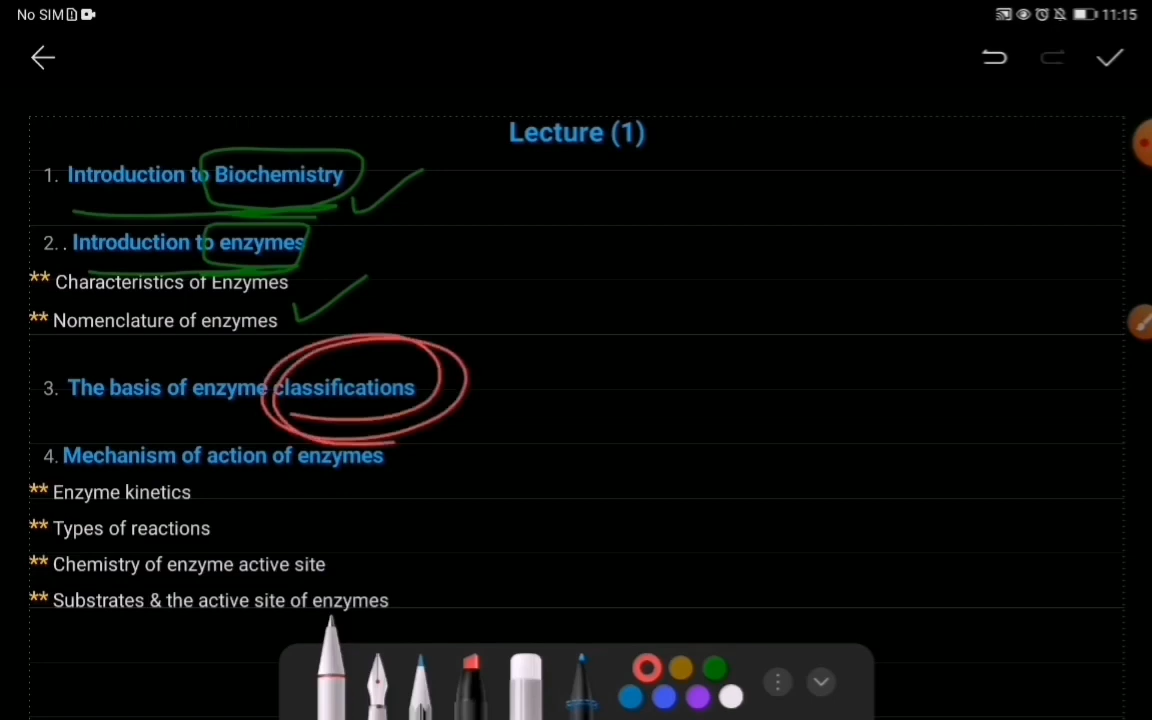 No SIM
11:15
Lecture (1)
1. Introduction to Biochemistry
2. . Introduction to enzymes
** Characteristics of Enzymes
** Nomenclature of enzymes
3. The basis of enzyme classifications
4. Mechanism of action of enzymes
** Enzyme kinetics
** Types of reactions
** Chemistry of enzyme active site
** Substrates & the active site of enzymes